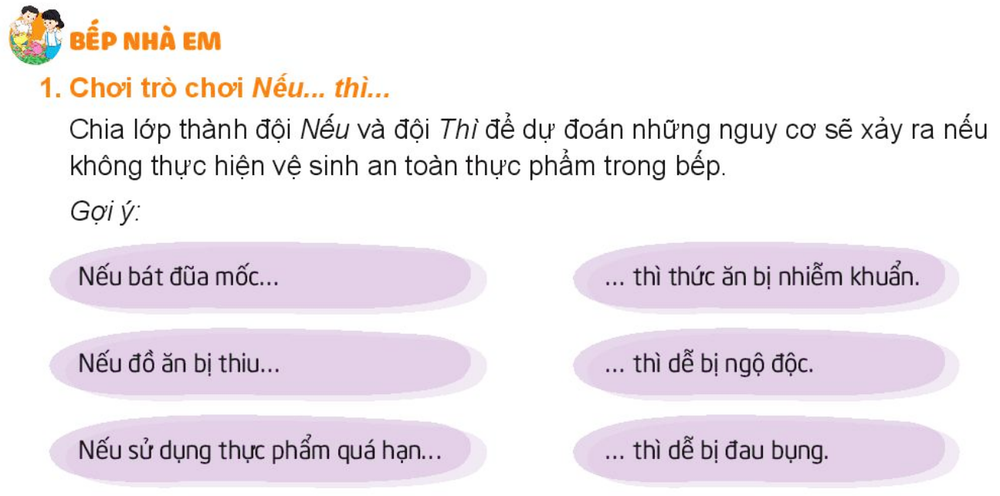 BẾP NHÀ EM
1. Chơi trò chơi Nếu... thì...
Chia lớp thành đội Nếu và đội Thì để dự đoán những nguy cơ sẽ xảy ra nếu
không thực hiện vệ sinh an toàn thực phẩm trong bếp.
Gợi ý:
Nếu bát đũa mốc...
... thì thức ăn bị nhiễm khuẩn.
Nếu đồ ăn bị thiu...
... thì dễ bị ngộ độc.
Nếu sử dụng thực phẩm quá hạn...
... thì dễ bị đau bụng.